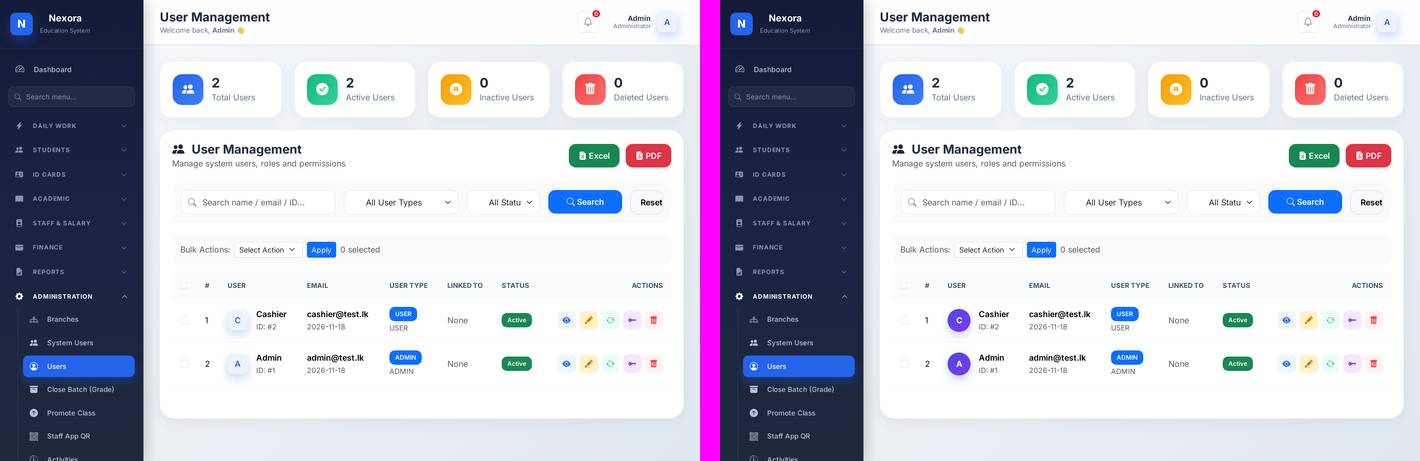 N
Nexora
Education System
Dashboard
Search menu...
DAILY WORK
STUDENTS
ID CARDS
ACADEMIC
STAFF & SALARY
FINANCE
REPORTS
ADMINISTRATION
Branches
System Users
Users
Close Batch (Grade)
Promote Class
Staff App QR
Activities
User Management
Welcome back, Admin 👋
0
Admin
Administrator
A
2
Total Users
2
Active Users
0
Inactive Users
0
Deleted Users
User Management
Manage system users, roles and permissions
Excel PDF
Search name / email / ID... All User Types All Statu Search Reset
Bulk Actions: Select Action Apply 0 selected
# USER EMAIL USER TYPE LINKED TO STATUS ACTIONS
1 C Cashier cashier@test.lk USER None Active
ID: #2 2026-11-18 USER
2 A Admin admin@test.lk ADMIN None Active
ID: #1 2026-11-18 ADMIN
N
Nexora
Education System
Dashboard
Search menu...
DAILY WORK
STUDENTS
ID CARDS
ACADEMIC
STAFF & SALARY
FINANCE
REPORTS
ADMINISTRATION
Branches
System Users
Users
Close Batch (Grade)
Promote Class
Staff App QR
Activities
User Management
Welcome back, Admin 👋
0
Admin
Administrator
A
2
Total Users
2
Active Users
0
Inactive Users
0
Deleted Users
User Management
Manage system users, roles and permissions
Excel PDF
Search name / email / ID... All User Types All Statu Search Reset
Bulk Actions: Select Action Apply 0 selected
# USER EMAIL USER TYPE LINKED TO STATUS ACTIONS
1 C Cashier cashier@test.lk USER None Active
ID: #2 2026-11-18 USER
2 A Admin admin@test.lk ADMIN None Active
ID: #1 2026-11-18 ADMIN